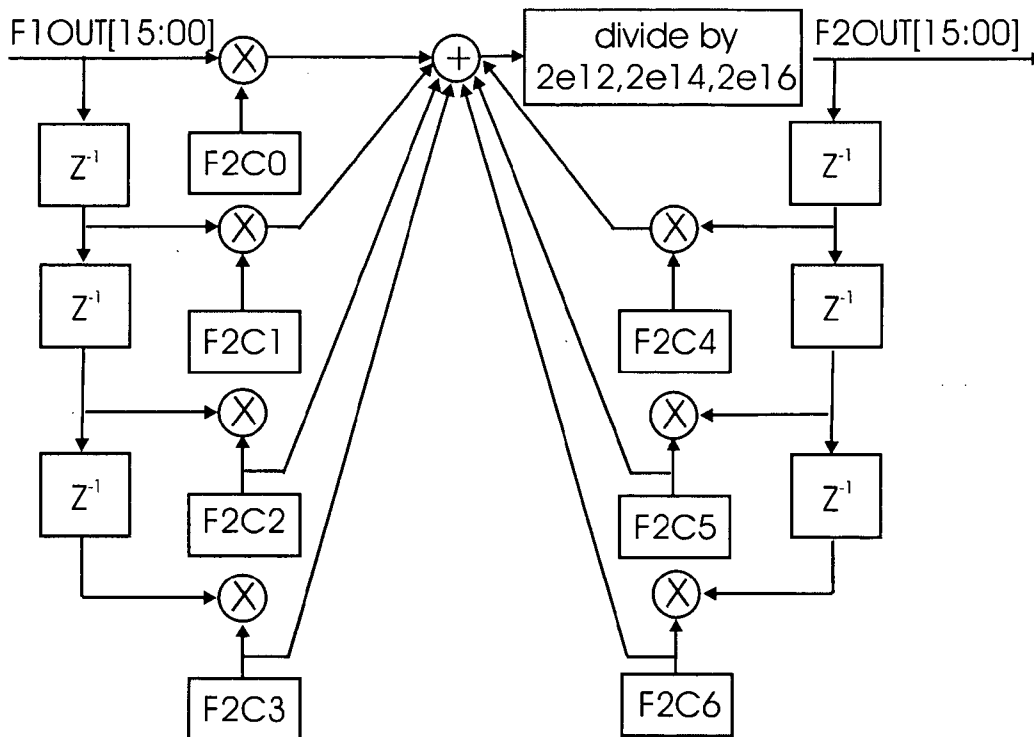 F1OUT[15:00]
divide by
2e12,2e14,2e16
F2OUT[15:00]
X
+
Z-1
F2C0
Z-1
X
X
Z-1
F2C1
F2C4
Z-1
X
X
Z-1
F2C2
F2C5
Z-1
X
X
F2C3
F2C6